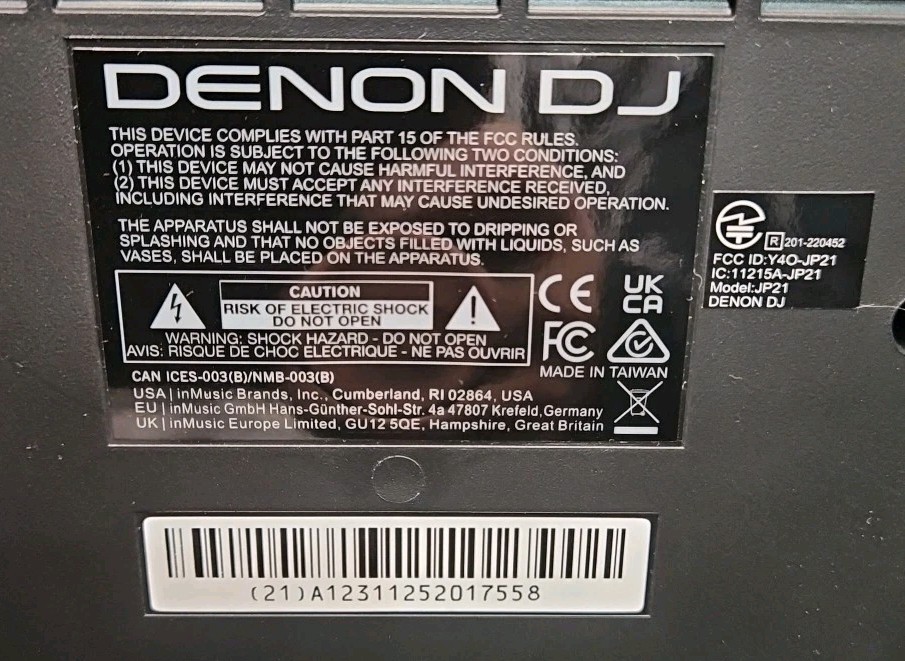 DENON DJ
THIS DEVICE COMPLIES WITH PART 15 OF THE FCC RULES.
OPERATION IS SUBJECT TO THE FOLLOWING TWO CONDITIONS:
(1) THIS DEVICE MAY NOT CAUSE HARMFUL INTERFERENCE, AND
(2) THIS DEVICE MUST ACCEPT ANY INTERFERENCE RECEIVED,
INCLUDING INTERFERENCE THAT MAY CAUSE UNDESIRED OPERATION.
THE APPARATUS SHALL NOT BE EXPOSED TO DRIPPING OR
SPLASHING AND THAT NO OBJECTS FILLED WITH LIQUIDS, SUCH AS
VASES, SHALL BE PLACED ON THE APPARATUS.
CAUTION
RISK OF ELECTRIC SHOCK
DO NOT OPEN
WARNING: SHOCK HAZARD - DO NOT OPEN
AVIS: RISQUE DE CHOC ELECTRIQUE - NE PAS OUVRIR
CE
UK
CA
FC
MADE IN TAIWAN
CAN ICES-003(B)/NMB-003(B)
USA | inMusic Brands, Inc., Cumberland, RI 02864, USA
EU | inMusic GmbH Hans-Günther-Sohl-Str. 4a 47807 Krefeld, Germany
UK | inMusic Europe Limited, GU12 5QE, Hampshire, Great Britain
R 201-220452
FCC ID:Y4O-JP21
IC:11215A-JP21
Model:JP21
DENON DJ
(21)A12311252017558